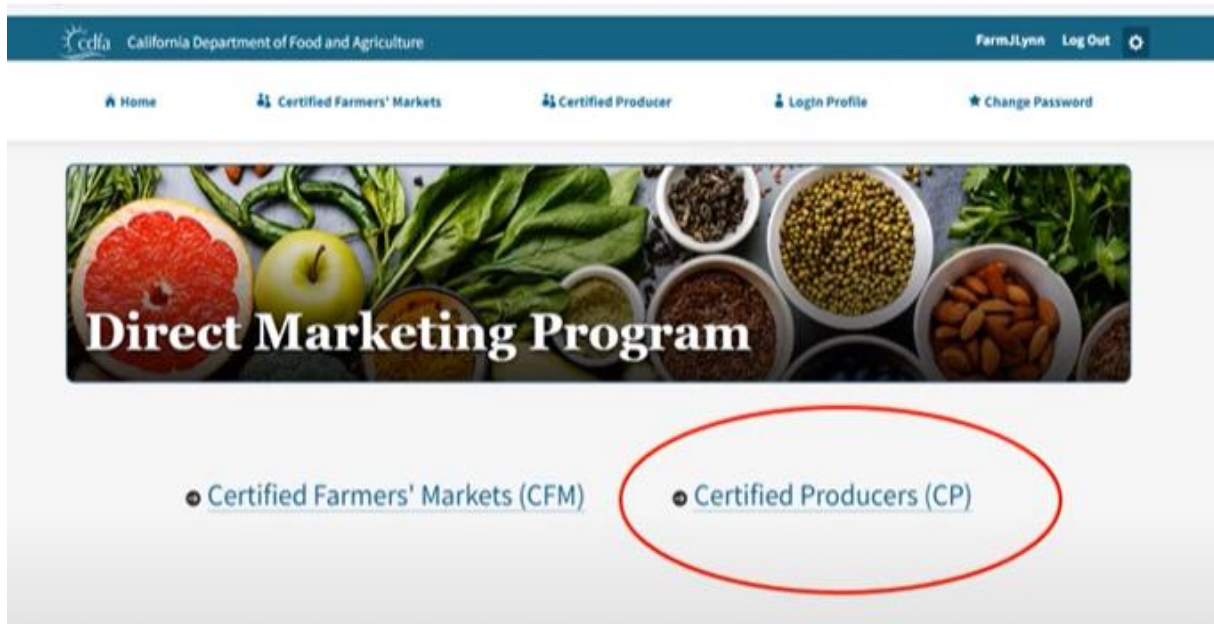 cdfa California Department of Food and Agriculture FarmJLynn Log Out
Home Certified Farmers' Markets Certified Producer LogIn Profile Change Password
Direct Marketing Program
Certified Farmers' Markets (CFM) Certified Producers (CP)